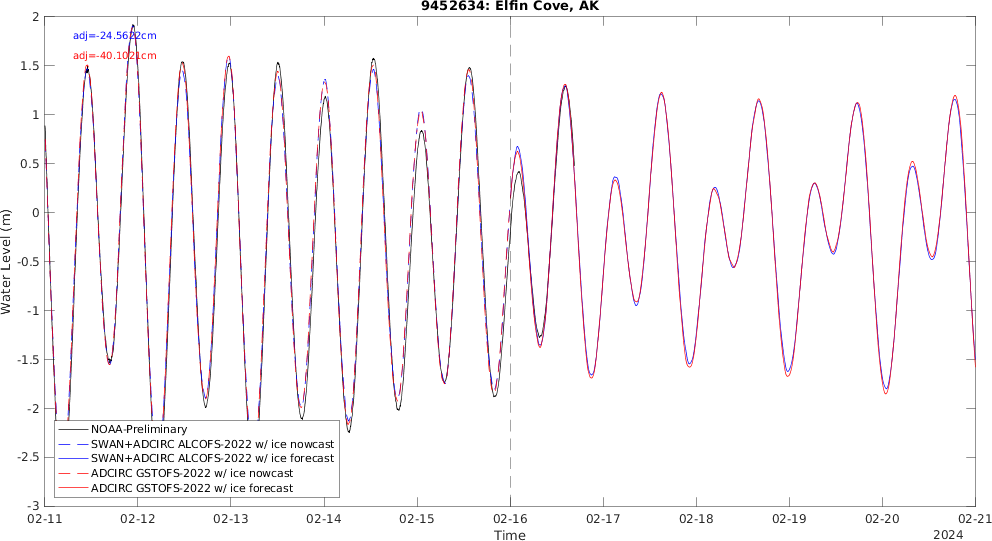 9452634: Elfin Cove, AK
adj=-24.5622cm
adj=-40.1021cm
Water Level (m)
2
1.5
1
0.5
0
-0.5
-1
-1.5
-2
-2.5
-3
NOAA-Preliminary
SWAN+ADCIRC ALCOFS-2022 w/ ice nowcast
SWAN+ADCIRC ALCOFS-2022 w/ ice forecast
ADCIRC GSTOFS-2022 w/ ice nowcast
ADCIRC GSTOFS-2022 w/ ice forecast
02-11 02-12 02-13 02-14 02-15 02-16 02-17 02-18 02-19 02-20 02-21
Time
2024